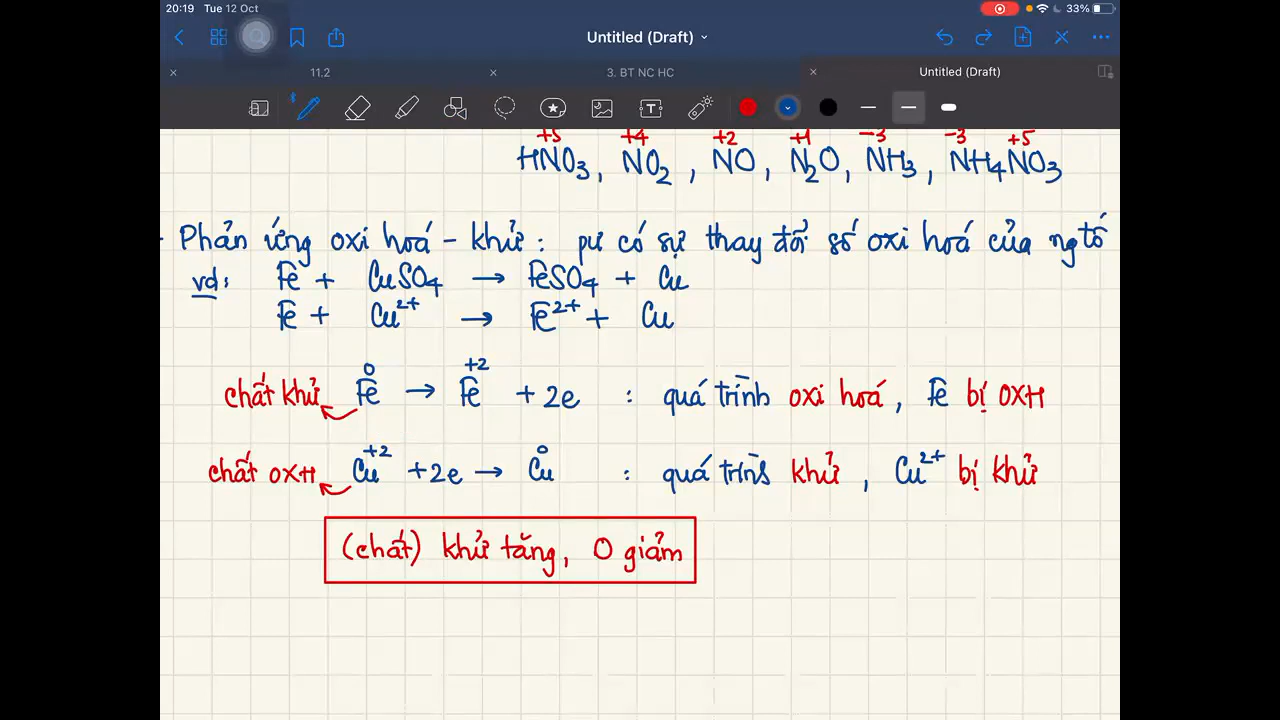 20:19 Tue 12 Oct 33%
Untitled (Draft)
11.2 3. BT NC HC Untitled (Draft)
+5 +4 +2 +1 -3 -3 +5
HNO3, NO2, NO, N2O, NH3, NH4NO3
- Phản ứng oxi hoá - khử: pư có sự thay đổi số oxi hoá của ng tố
vd: Fe + CuSO4 → FeSO4 + Cu
Fe + Cu²⁺ → Fe²⁺ + Cu
0 +2
chất khử Fe → Fe + 2e : quá trình oxi hoá, Fe bị OXH
+2 0
chất OXH Cu +2e → Cu : quá trình khử, Cu²⁺ bị khử
(chất) khử tăng, O giảm